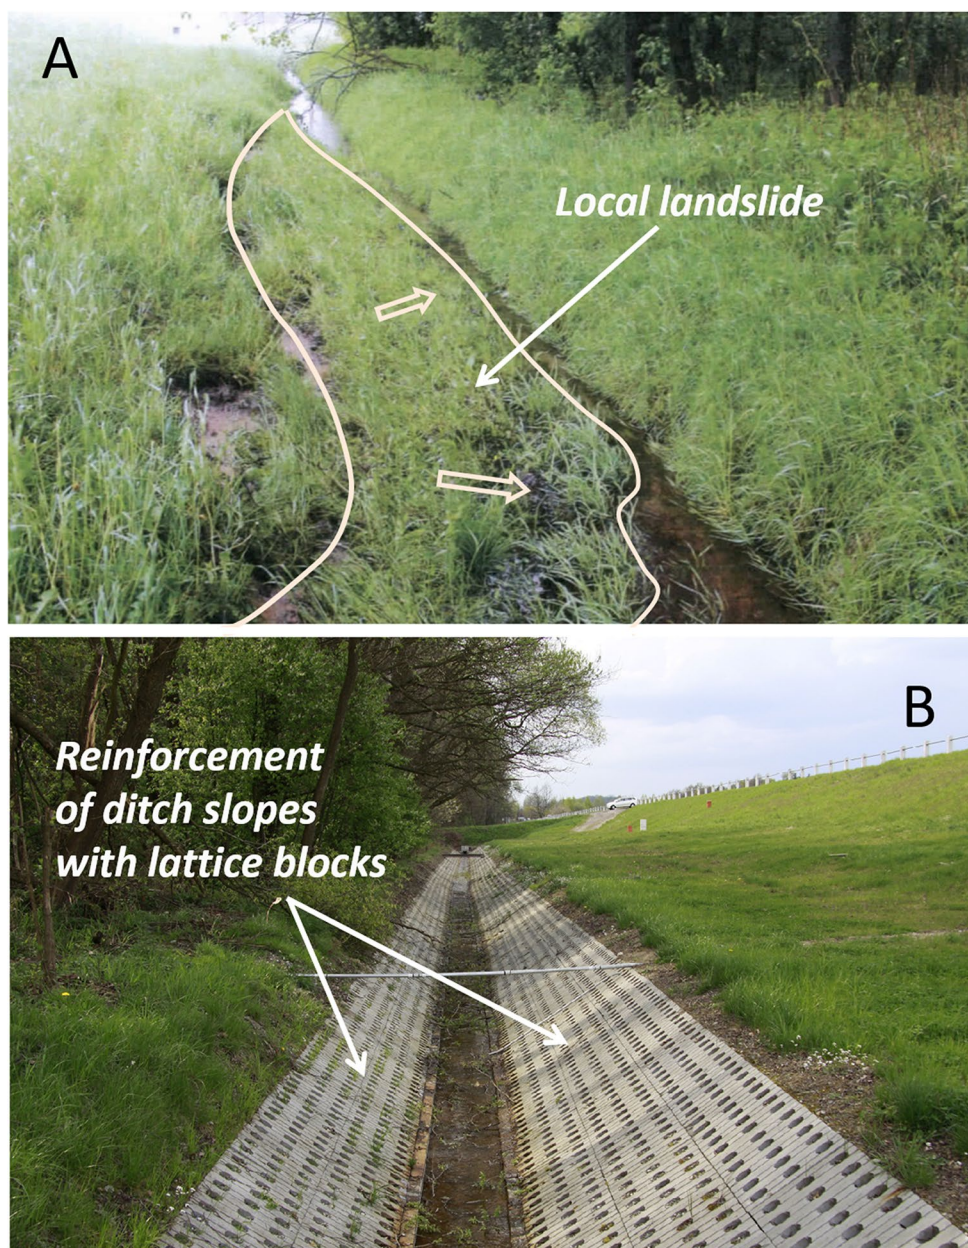 A
Local landslide
B
Reinforcement
of ditch slopes
with lattice blocks